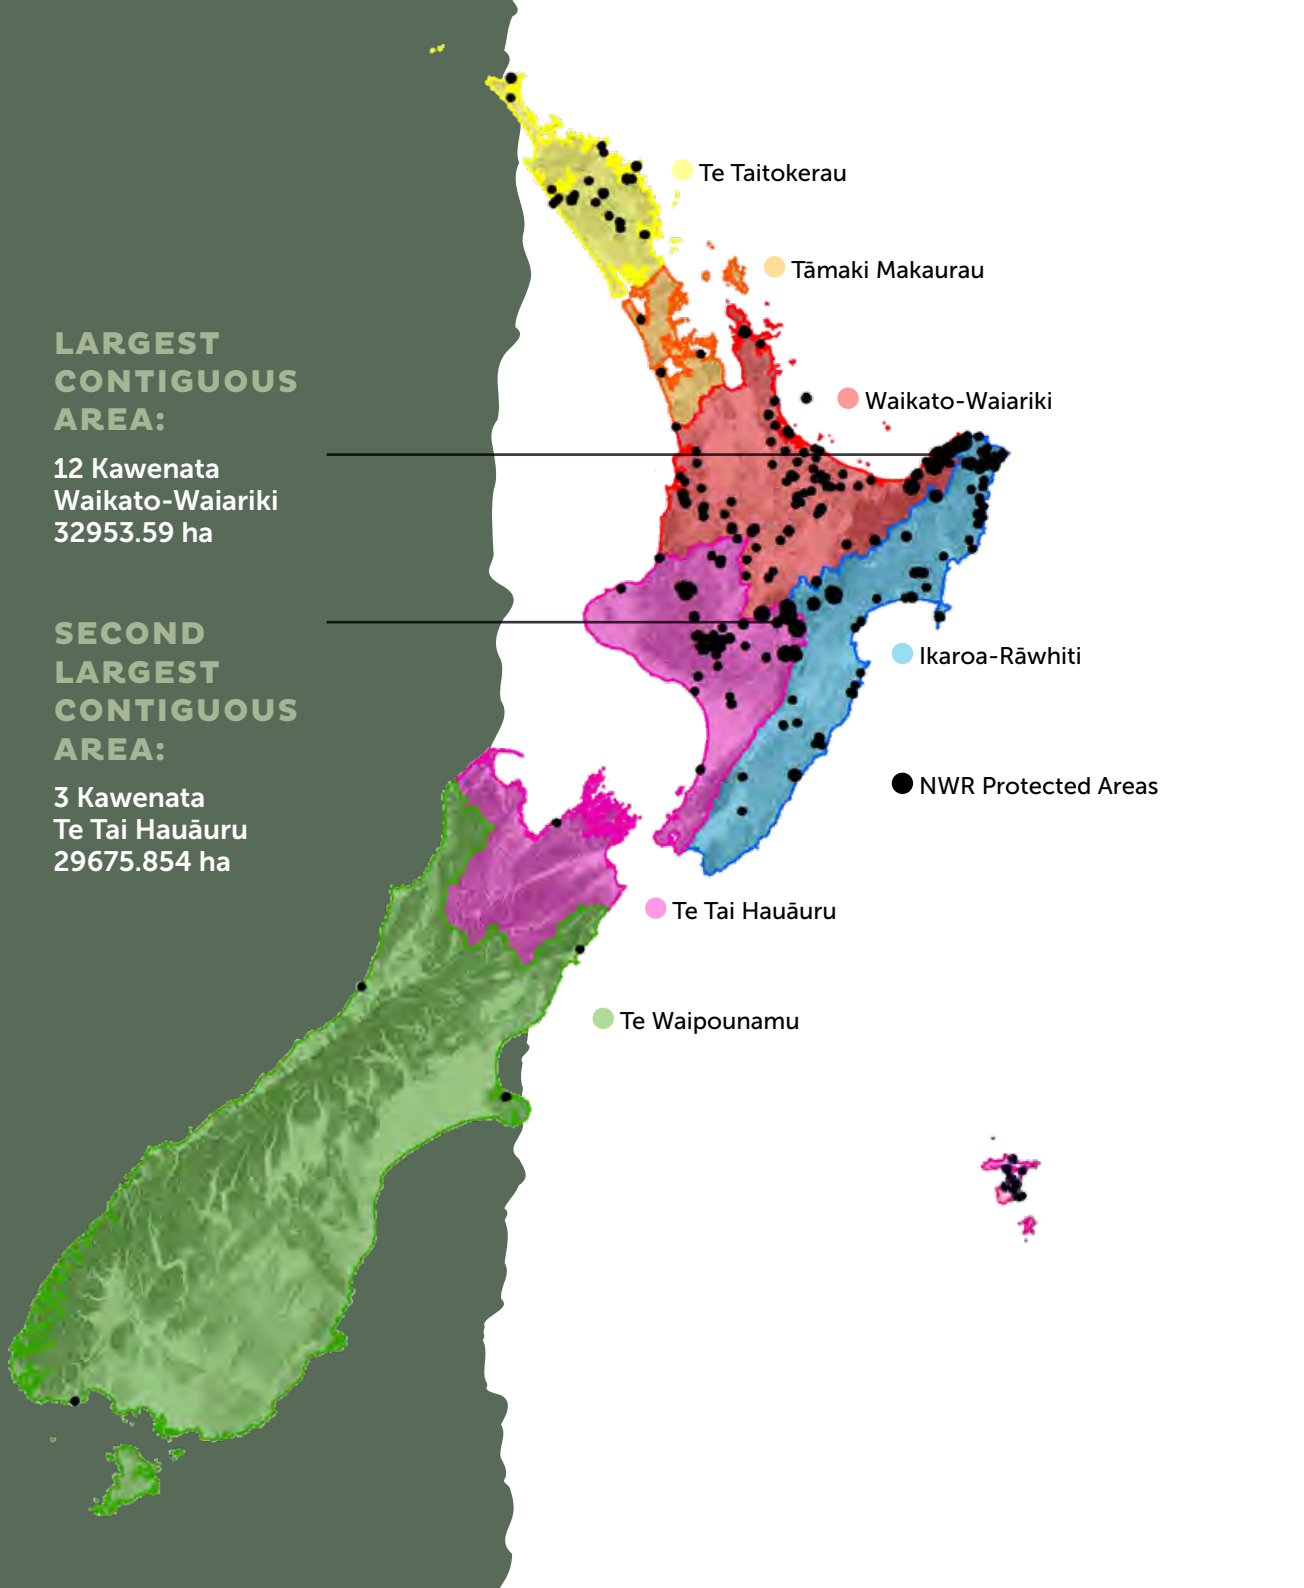 Te Taitokerau
Tāmaki Makaurau
LARGEST
CONTIGUOUS
AREA:
12 Kawenata
Waikato-Waiariki
32953.59 ha
Waikato-Waiariki
SECOND
LARGEST
CONTIGUOUS
AREA:
3 Kawenata
Te Tai Hauāuru
29675.854 ha
Ikaroa-Rāwhiti
NWR Protected Areas
Te Tai Hauāuru
Te Waipounamu